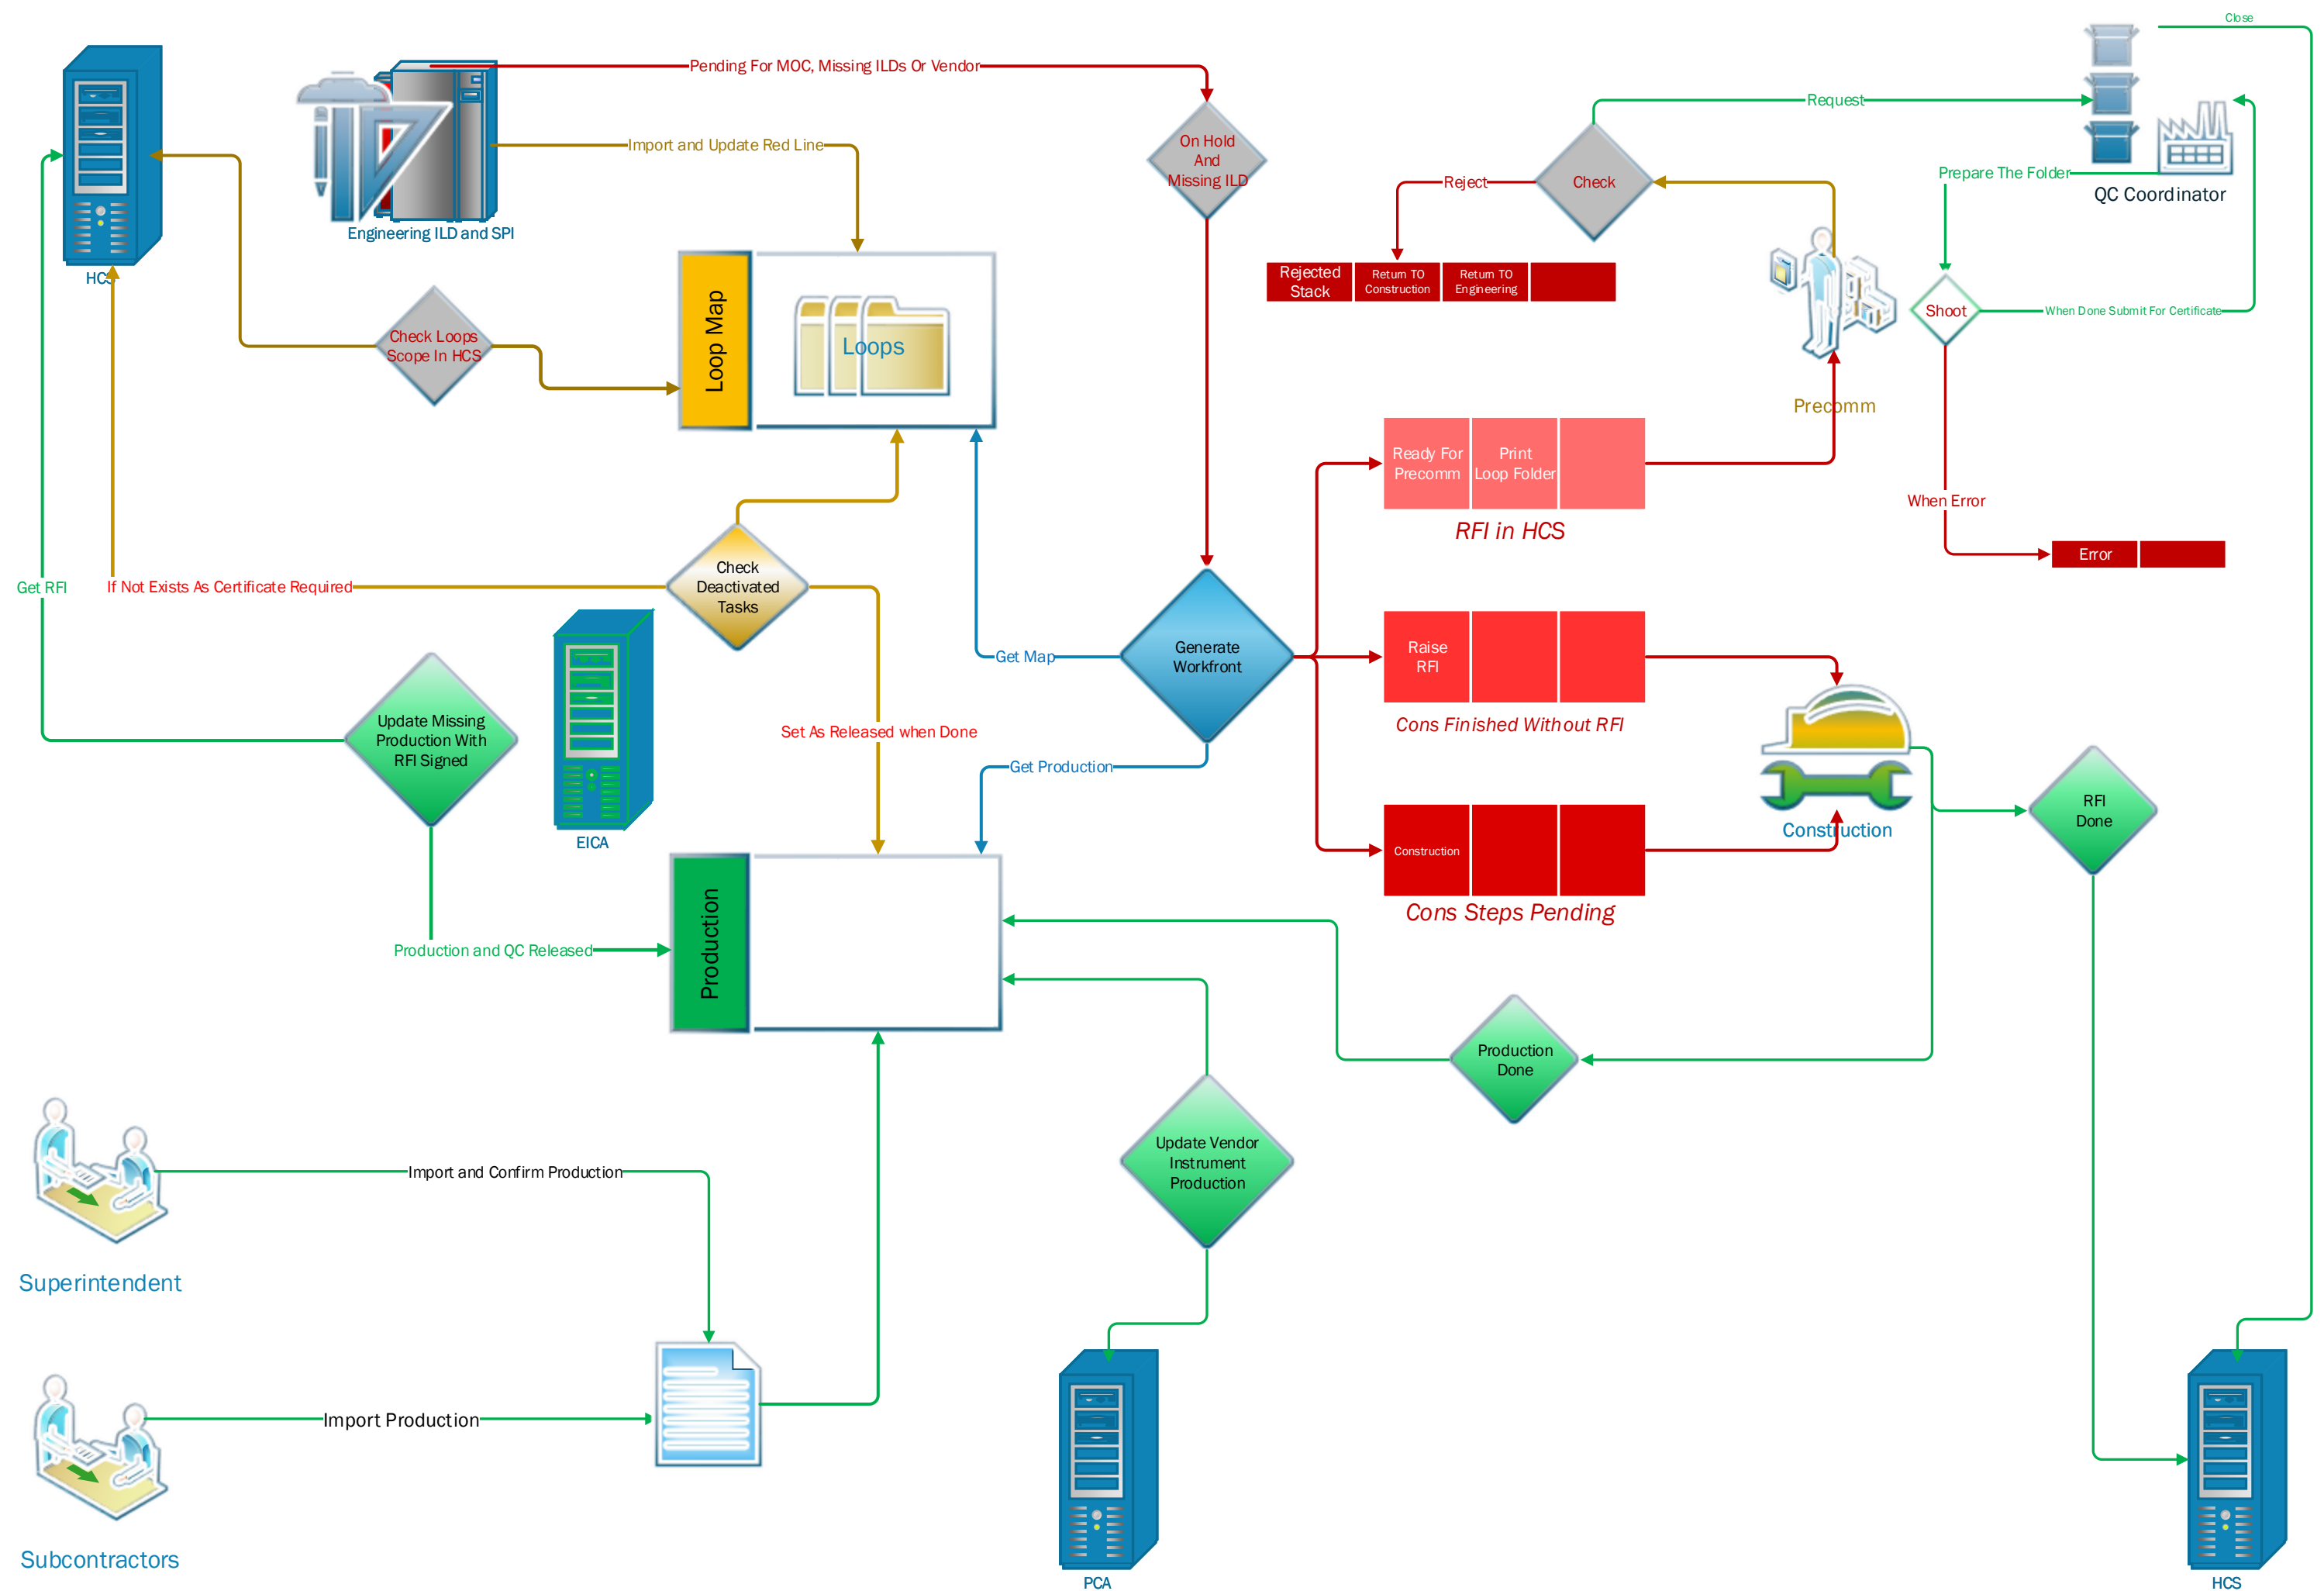 Close
Pending For MOC, Missing ILDs Or Vendor
Request
On Hold
And
Missing ILD
Import and Update Red Line
Reject
Check
Prepare The Folder
QC Coordinator
Engineering ILD and SPI
HCS
Rejected
Stack
Return TO
Construction
Return TO
Engineering
Shoot
When Done Submit For Certificate
Check Loops
Scope In HCS
Loop Map
Loops
Precomm
Ready For
Precomm
Print
Loop Folder
RFI in HCS
When Error
Error
Check
Deactivated
Tasks
Get RFI
If Not Exists As Certificate Required
Get Map
Generate
Workfront
Raise
RFI
Cons Finished Without RFI
Update Missing
Production With
RFI Signed
Set As Released when Done
Get Production
EICA
Construction
Construction
RFI
Done
Cons Steps Pending
Production
Production and QC Released
Production
Done
Update Vendor
Instrument
Production
Import and Confirm Production
Superintendent
Import Production
Subcontractors
PCA
HCS